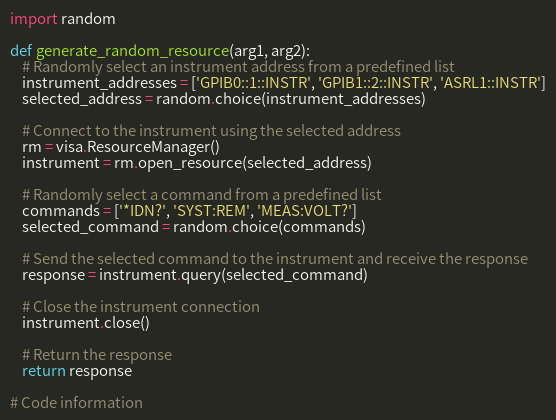 import random
def generate_random_resource(arg1, arg2):
# Randomly select an instrument address from a predefined list
instrument_addresses = ['GPIB0::1::INSTR', 'GPIB1::2::INSTR', 'ASRL1::INSTR']
selected_address = random.choice(instrument_addresses)
# Connect to the instrument using the selected address
rm = visa.ResourceManager()
instrument = rm.open_resource(selected_address)
# Randomly select a command from a predefined list
commands = ['*IDN?', 'SYST:REM', 'MEAS:VOLT?']
selected_command = random.choice(commands)
# Send the selected command to the instrument and receive the response
response = instrument.query(selected_command)
# Close the instrument connection
instrument.close()
# Return the response
return response
# Code information